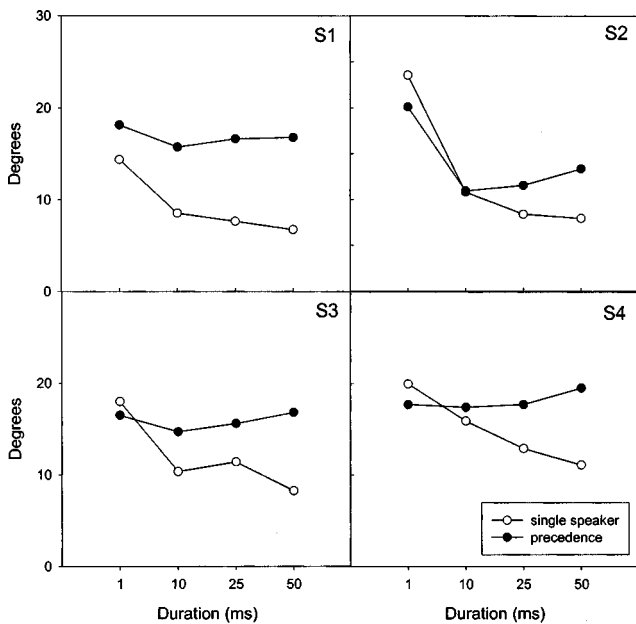 30
S1
S2
Degrees
20
10
0
S3
S4
Degrees
20
10
0
single speaker
precedence
1 10 25 50
1 10 25 50
Duration (ms)
Duration (ms)